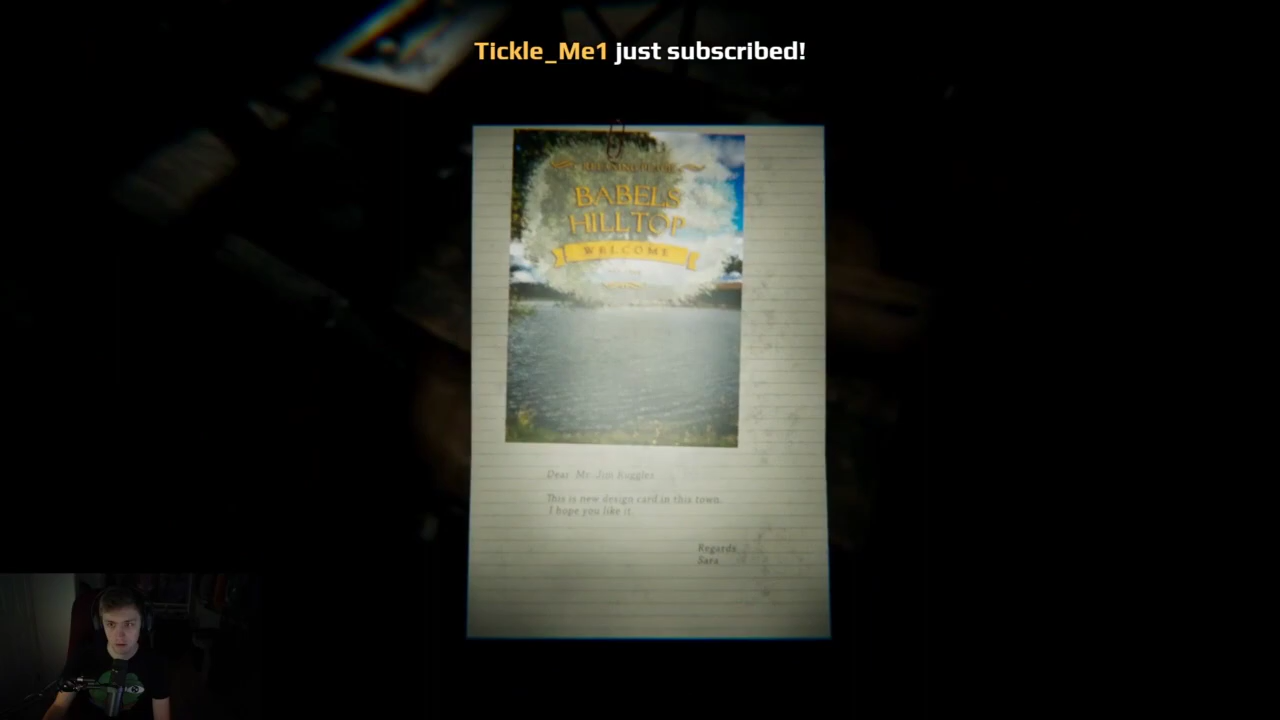 Tickle_Me1 just subscribed!
BABELS
HILLTOP
WELCOME
Dear Mr. Jim Ruggles
This is new design card in this town.
I hope you like it.
Regards
Sara